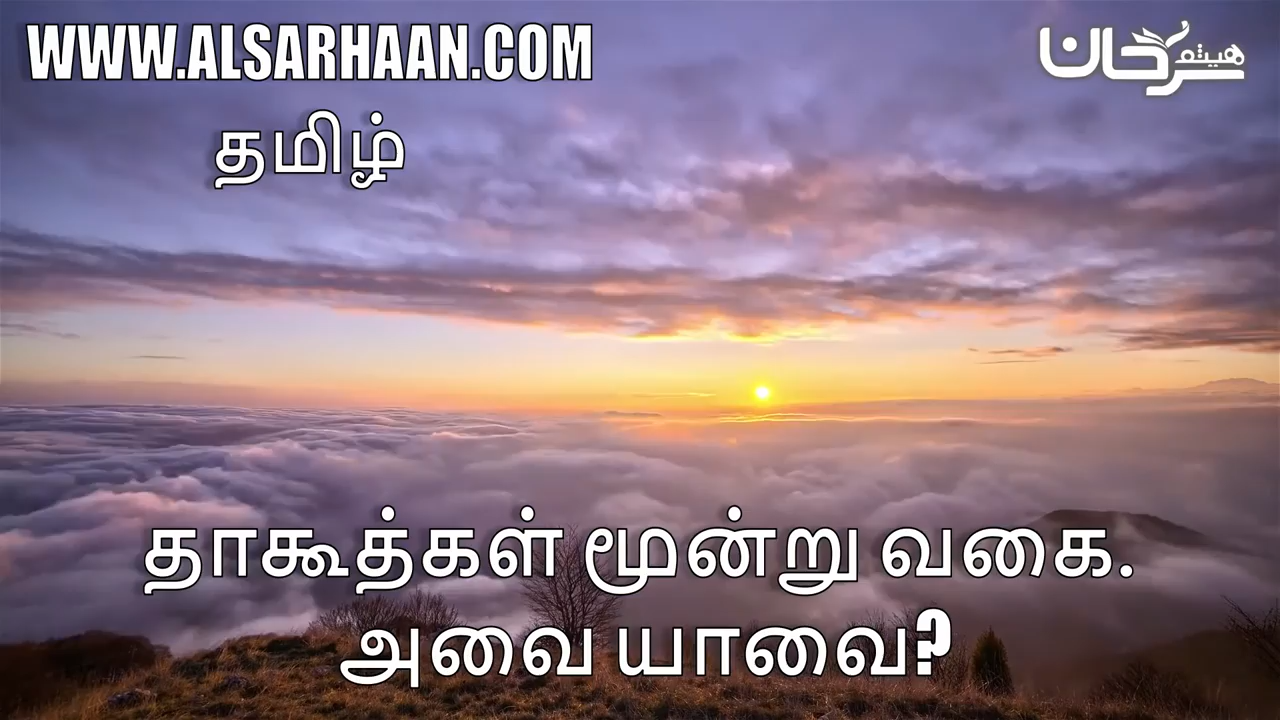 WWW.ALSARHAAN.COM
هيثم سرحان
தமிழ்
தாகூத்கள் மூன்று வகை.
அவை யாவை?